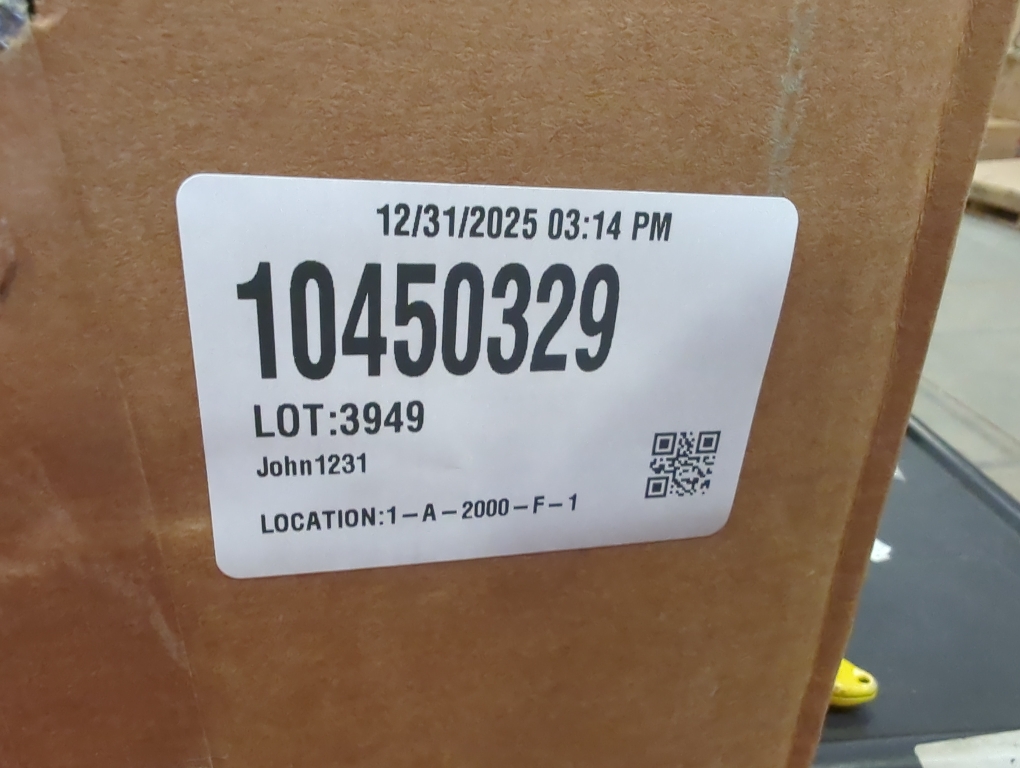 12/31/2025 03:14 PM
10450329
LOT:3949
John1231
LOCATION:1-A-2000-F-1